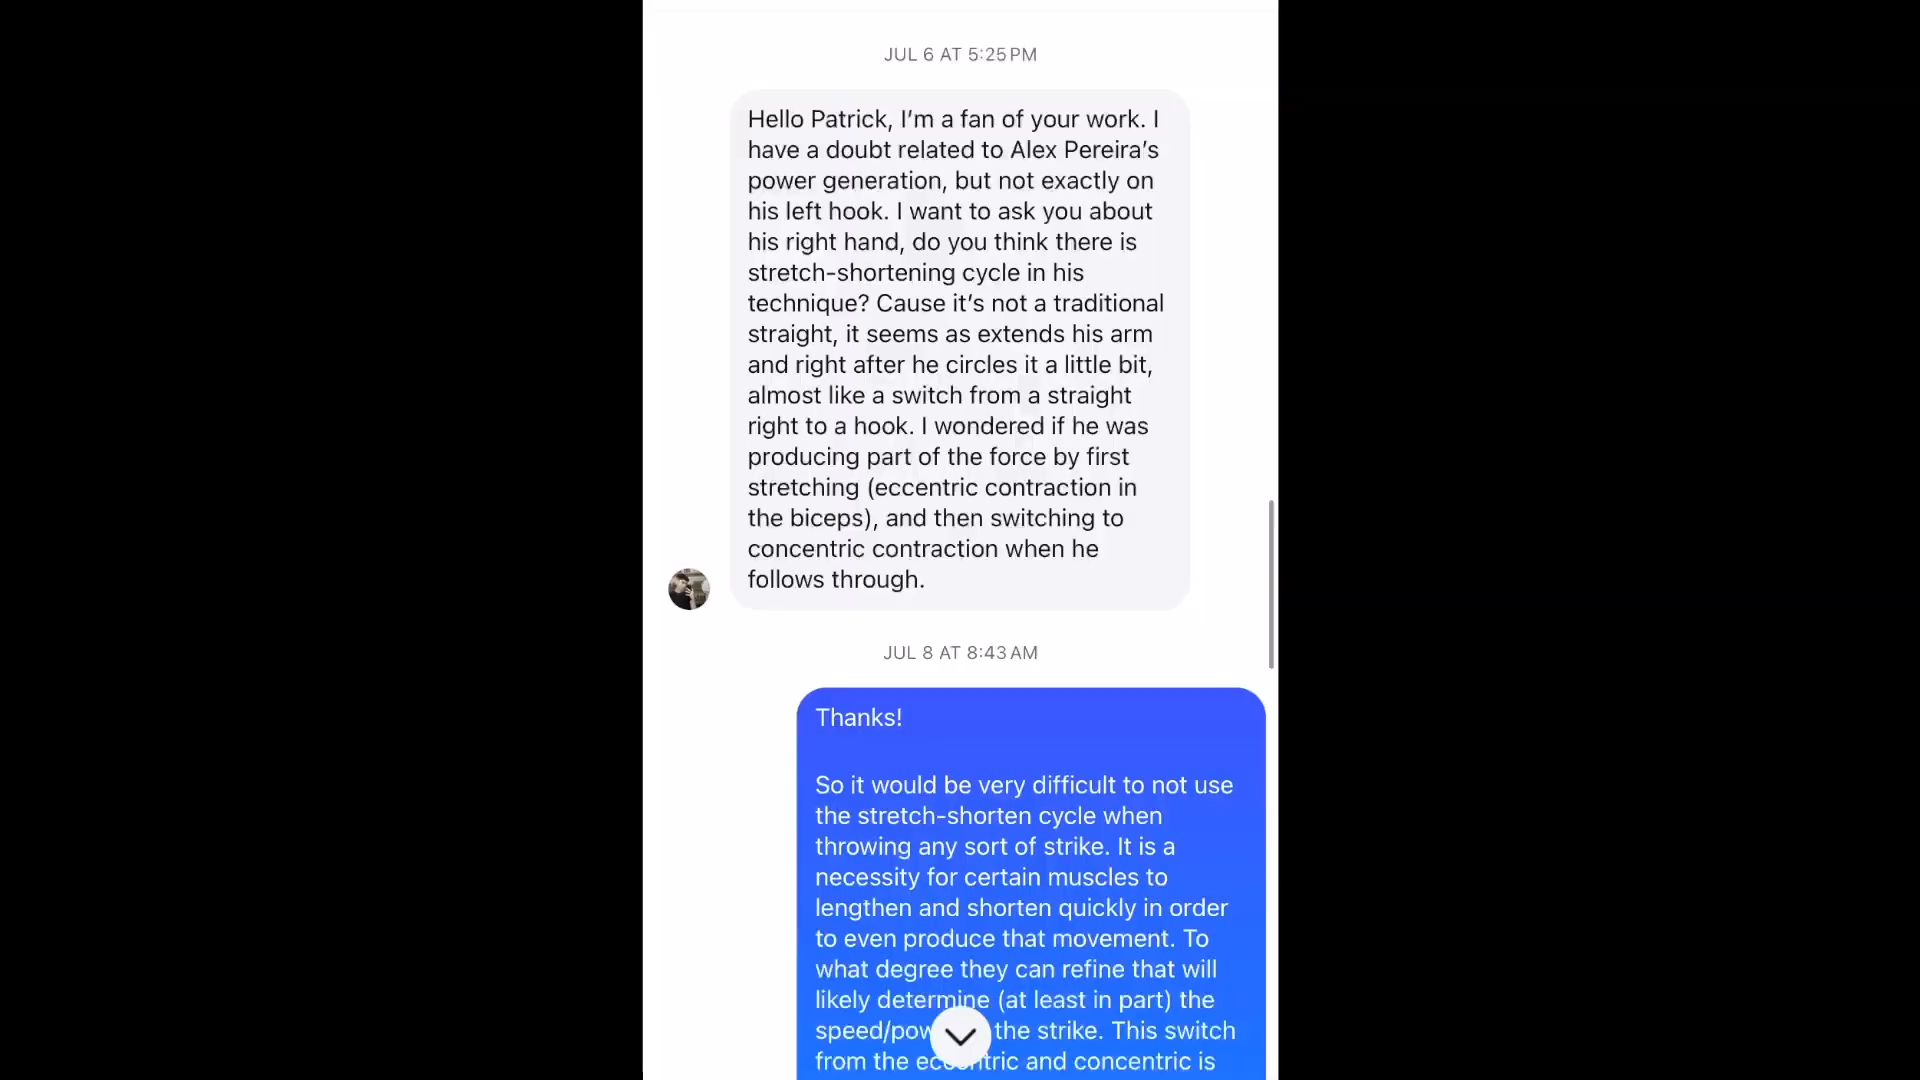 JUL 6 AT 5:25 PM
Hello Patrick, I'm a fan of your work. I
have a doubt related to Alex Pereira's
power generation, but not exactly on
his left hook. I want to ask you about
his right hand, do you think there is
stretch-shortening cycle in his
technique? Cause it's not a traditional
straight, it seems as extends his arm
and right after he circles it a little bit,
almost like a switch from a straight
right to a hook. I wondered if he was
producing part of the force by first
stretching (eccentric contraction in
the biceps), and then switching to
concentric contraction when he
follows through.
JUL 8 AT 8:43 AM
Thanks!
So it would be very difficult to not use
the stretch-shorten cycle when
throwing any sort of strike. It is a
necessity for certain muscles to
lengthen and shorten quickly in order
to even produce that movement. To
what degree they can refine that will
likely determine (at least in part) the
the strike. This switch
from the eccentric and concentric is